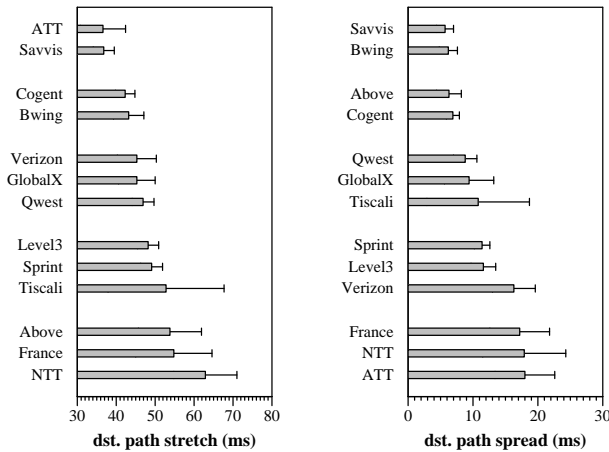 ATT
Savvis
Cogent
Bwing
Verizon
GlobalX
Qwest
Level3
Sprint
Tiscali
Above
France
NTT
30 40 50 60 70 80
dst. path stretch (ms)
Savvis
Bwing
Above
Cogent
Qwest
GlobalX
Tiscali
Sprint
Level3
Verizon
France
NTT
ATT
0 10 20 30
dst. path spread (ms)